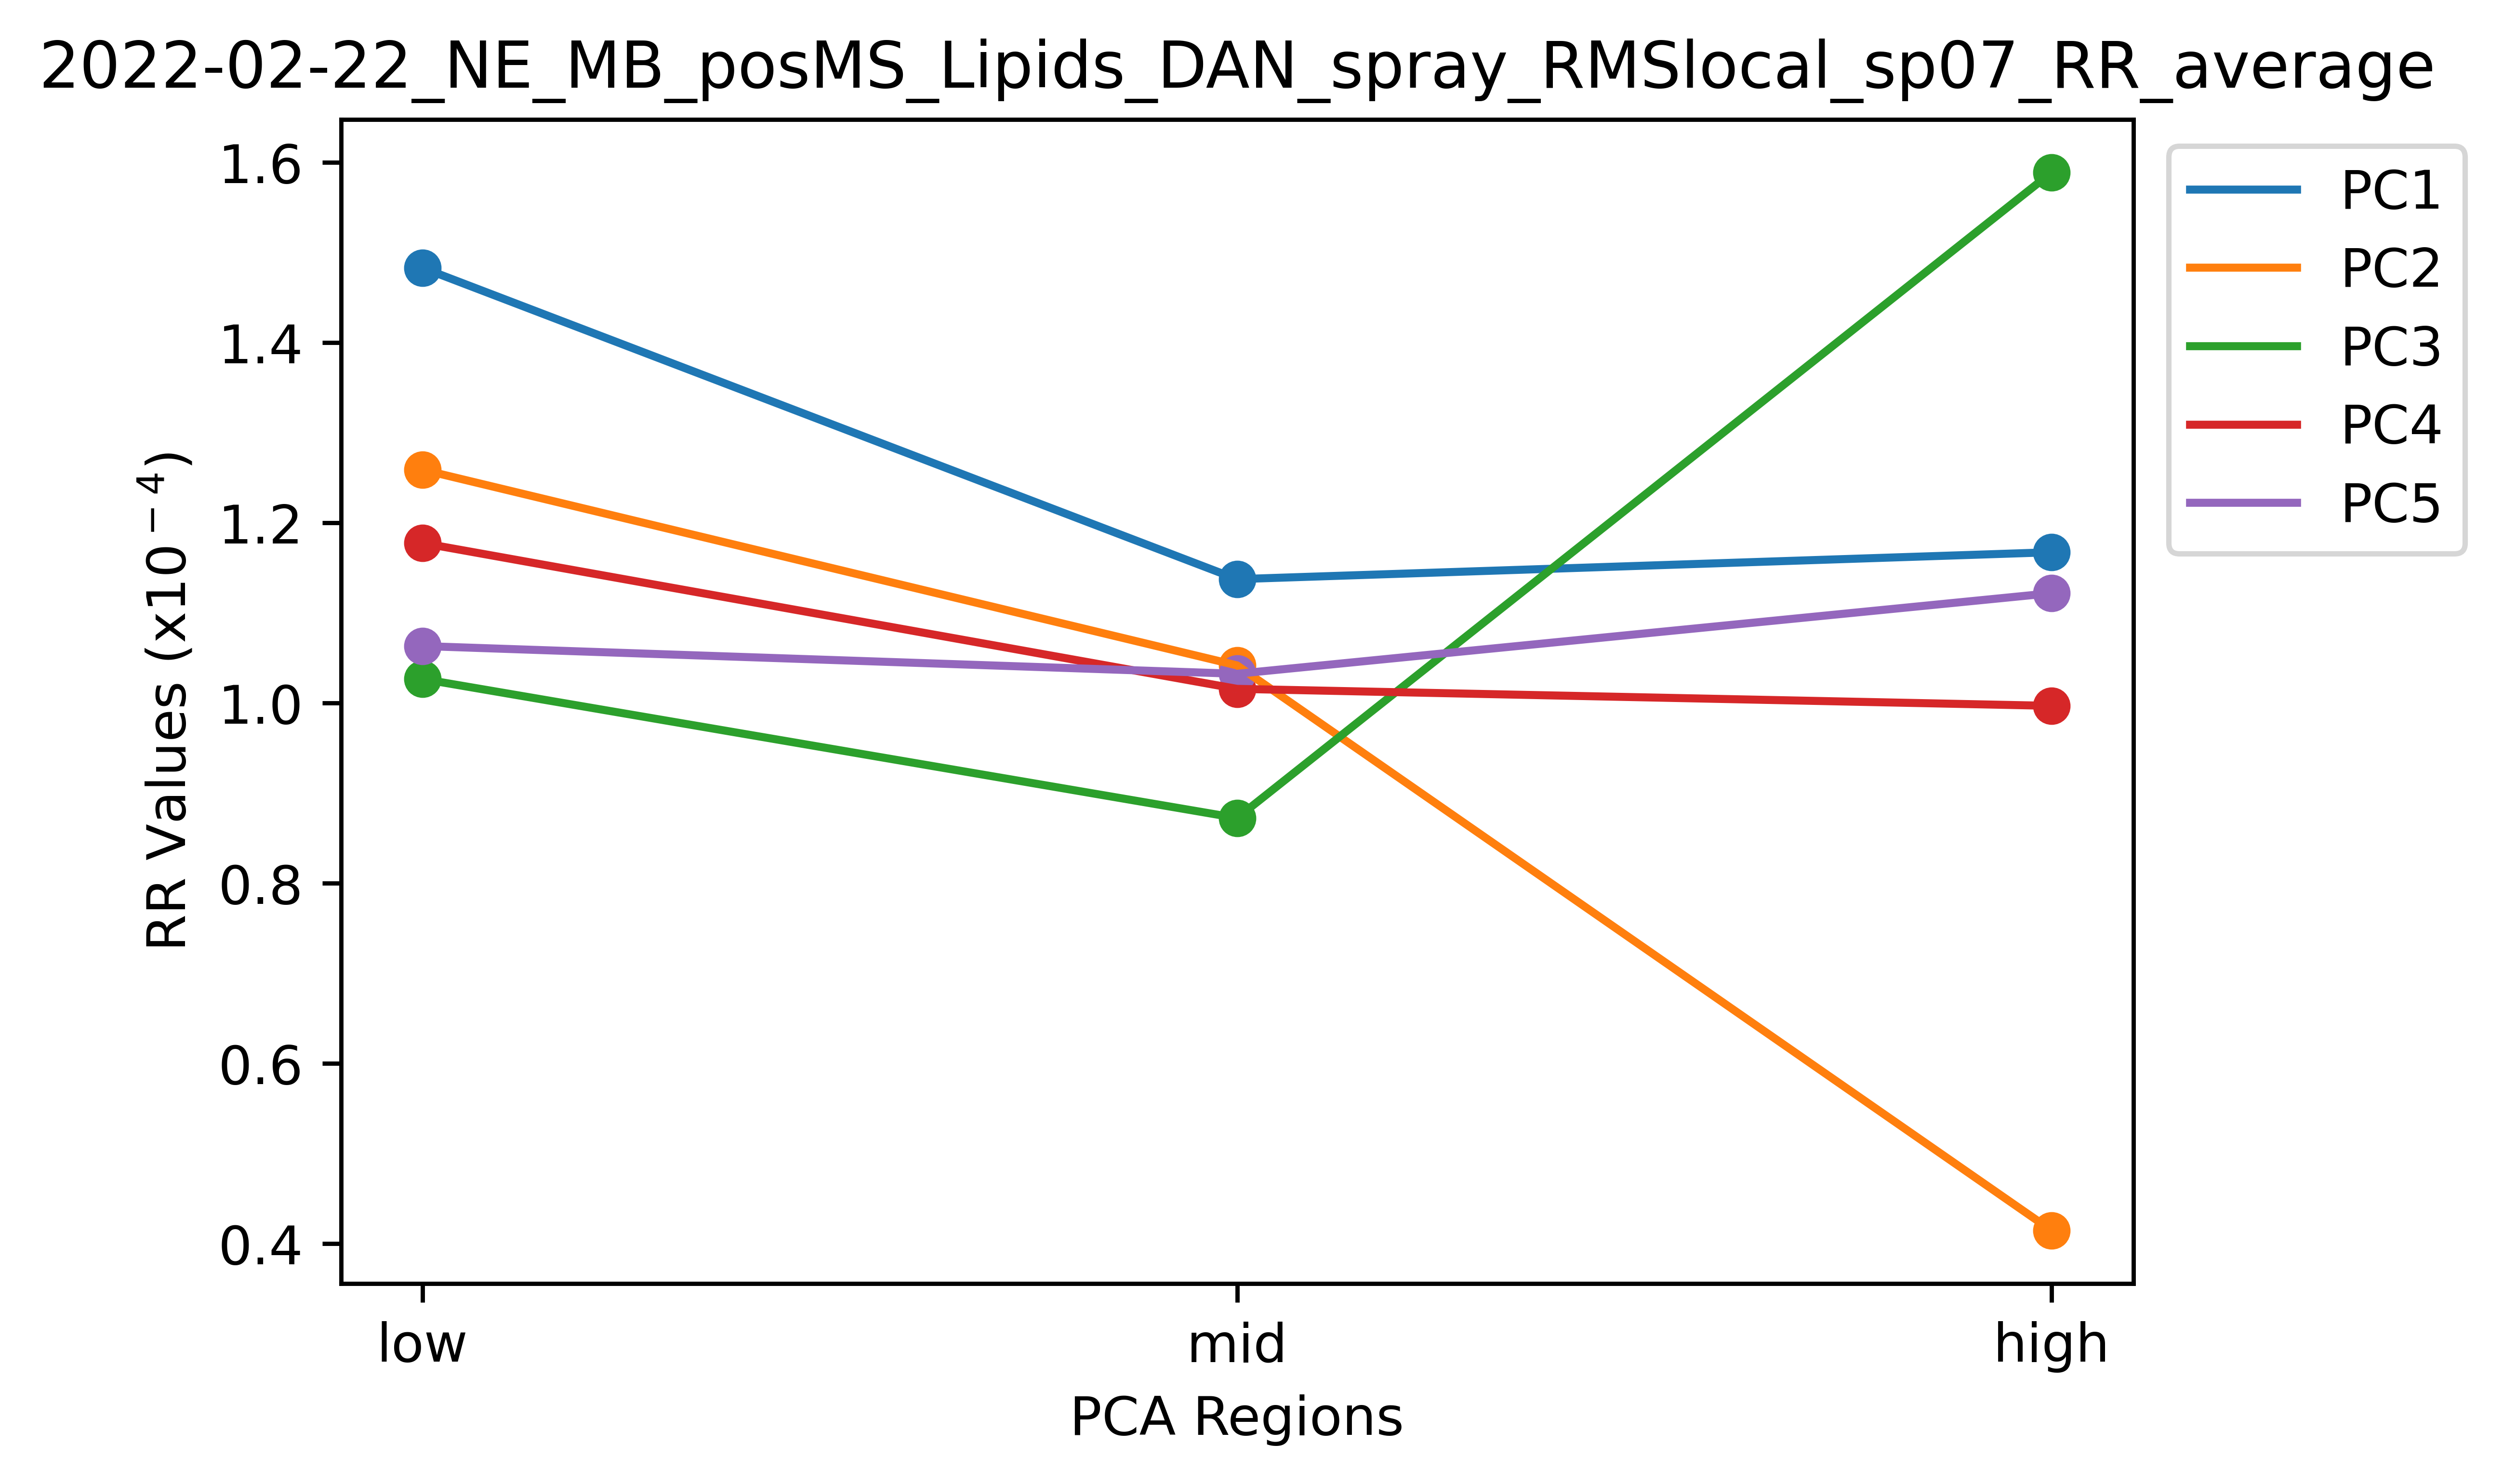 2022-02-22_NE_MB_posMS_Lipids_DAN_spray_RMSlocal_sp07_RR_average
RR Values (x10⁻⁴)
1.6
1.4
1.2
1.0
0.8
0.6
0.4
low
mid
high
PCA Regions
PC1
PC2
PC3
PC4
PC5